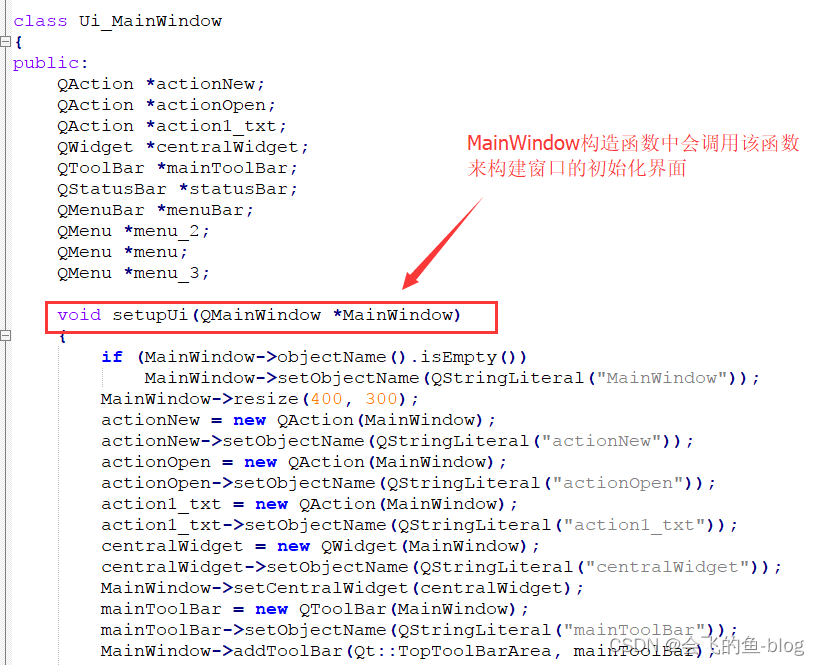 class Ui_MainWindow
{
public:
    QAction *actionNew;
    QAction *actionOpen;
    QAction *action1_txt;
    QWidget *centralWidget;
    QToolBar *mainToolBar;
    QStatusBar *statusBar;
    QMenuBar *menuBar;
    QMenu *menu_2;
    QMenu *menu;
    QMenu *menu_3;
MainWindow构造函数中会调用该函数
来构建窗口的初始化界面
    void setupUi(QMainWindow *MainWindow)
    {
        if (MainWindow->objectName().isEmpty())
            MainWindow->setObjectName(QStringLiteral("MainWindow"));
        MainWindow->resize(400, 300);
        actionNew = new QAction(MainWindow);
        actionNew->setObjectName(QStringLiteral("actionNew"));
        actionOpen = new QAction(MainWindow);
        actionOpen->setObjectName(QStringLiteral("actionOpen"));
        action1_txt = new QAction(MainWindow);
        action1_txt->setObjectName(QStringLiteral("action1_txt"));
        centralWidget = new QWidget(MainWindow);
        centralWidget->setObjectName(QStringLiteral("centralWidget"));
        MainWindow->setCentralWidget(centralWidget);
        mainToolBar = new QToolBar(MainWindow);
        mainToolBar->setObjectName(QStringLiteral("mainToolBar"));
        MainWindow->addToolBar(Qt::TopToolBarArea, mainToolBar);
CSDN @会飞的鱼-blog